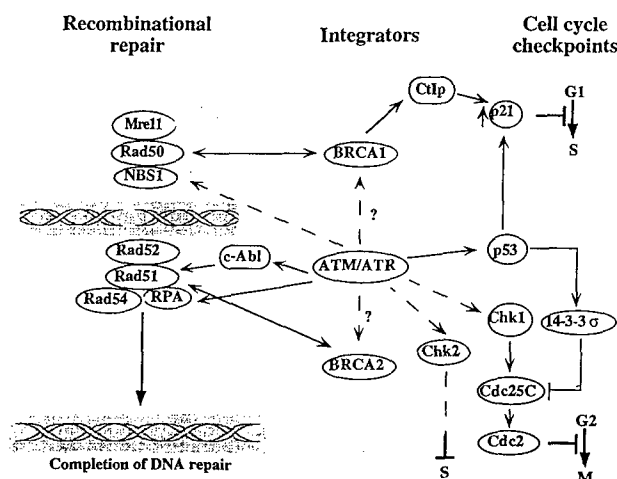 Recombinational
repair
Integrators
Cell cycle
checkpoints
CtIp
p21
G1
S
Mre11
Rad50
NBS1
BRCA1
?
Rad52
Rad51
Rad54
RPA
c-Abl
ATM/ATR
p53
?
Chk1
14-3-3 σ
Chk2
BRCA2
Cdc25C
Cdc2
G2
M
S
Completion of DNA repair